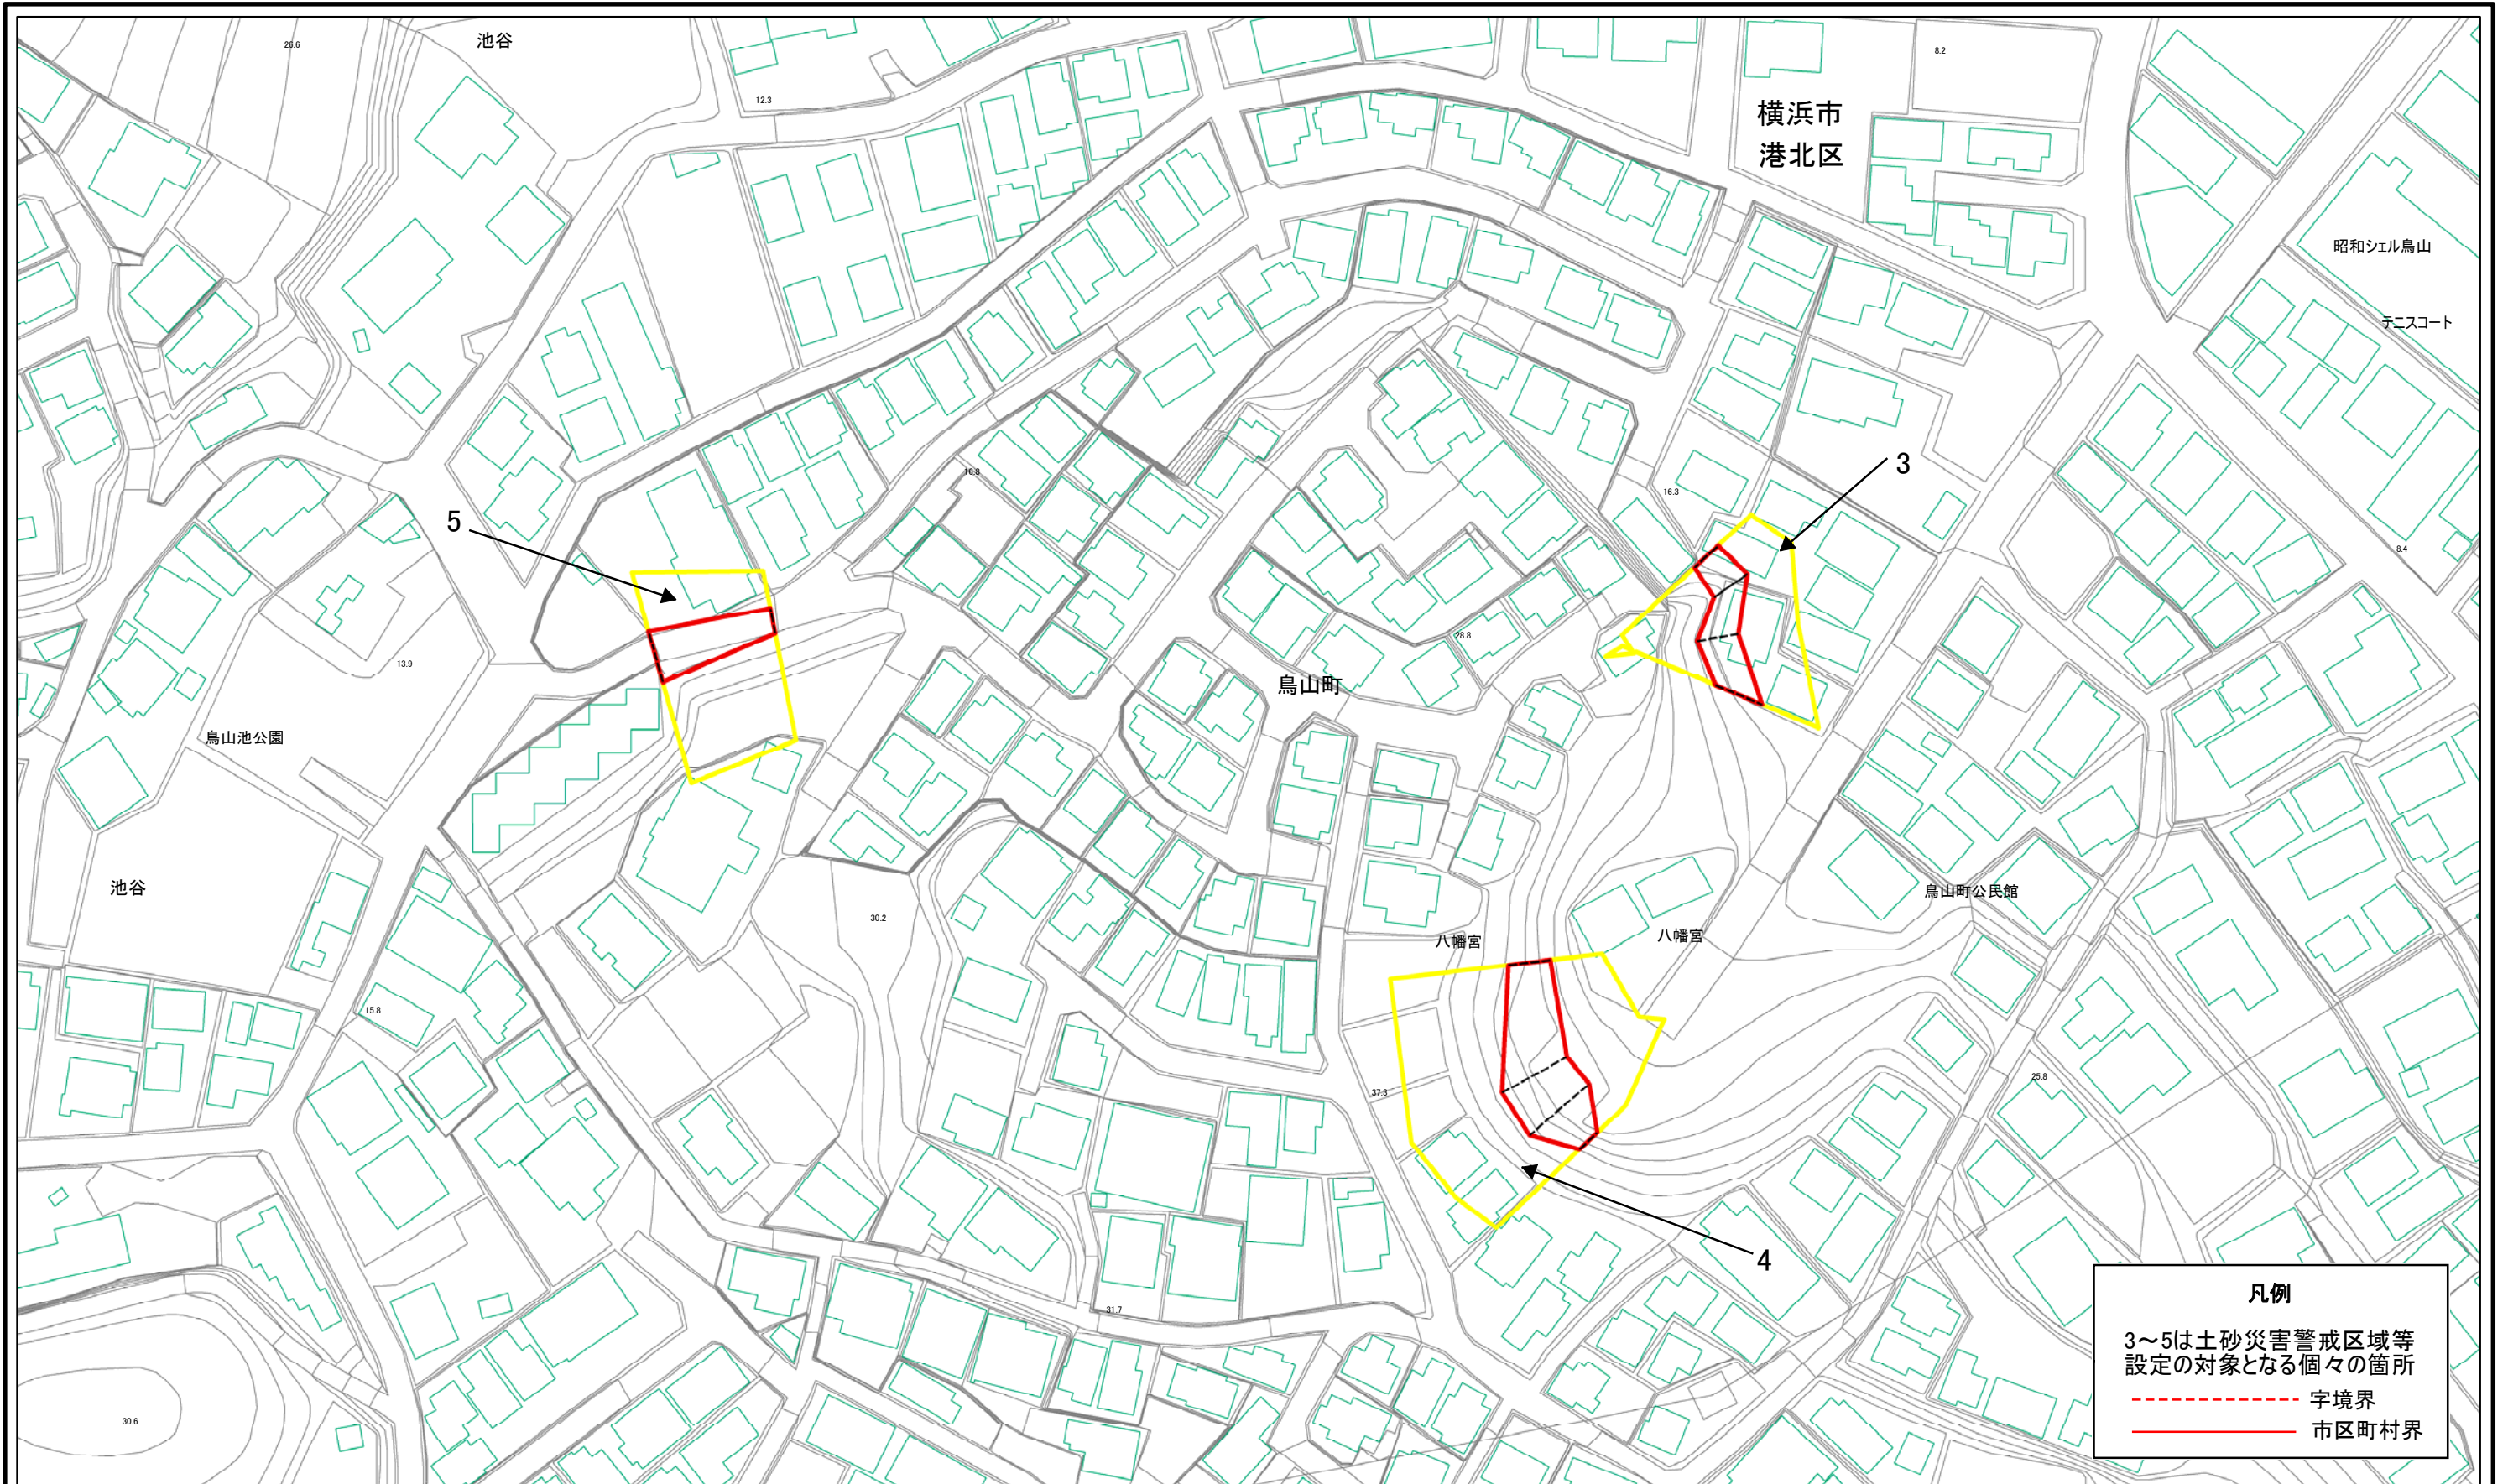 池谷
26.6
12.3
8.2
横浜市
港北区
昭和シェル鳥山
テニスコート
3
16.8
16.3
5
8.4
28.8
13.9
鳥山町
鳥山池公園
池谷
鳥山町公民館
30.2
八幡宮
八幡宮
15.8
37.3
25.8
4
31.7
30.6
凡例
3～5は土砂災害警戒区域等
設定の対象となる個々の箇所
字境界
市区町村界